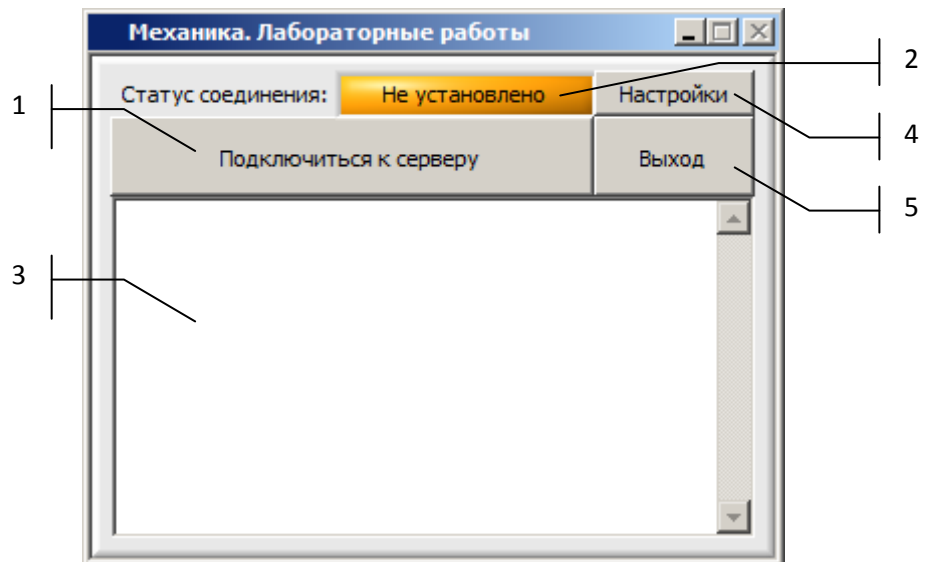 Механика. Лабораторные работы
2
Статус соединения: Не установлено Настройки
1
4
Подключиться к серверу Выход
5
3